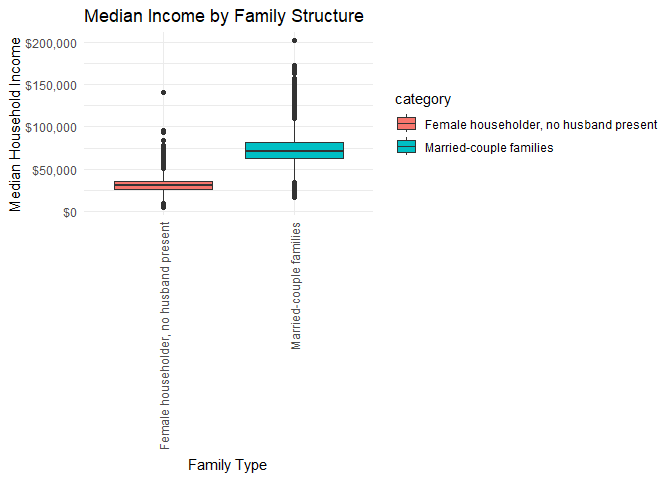 Median Income by Family Structure
Median Household Income
$200,000
$150,000
$100,000
$50,000
$0
Female householder, no husband present
Married-couple families
Family Type
category
Female householder, no husband present
Married-couple families